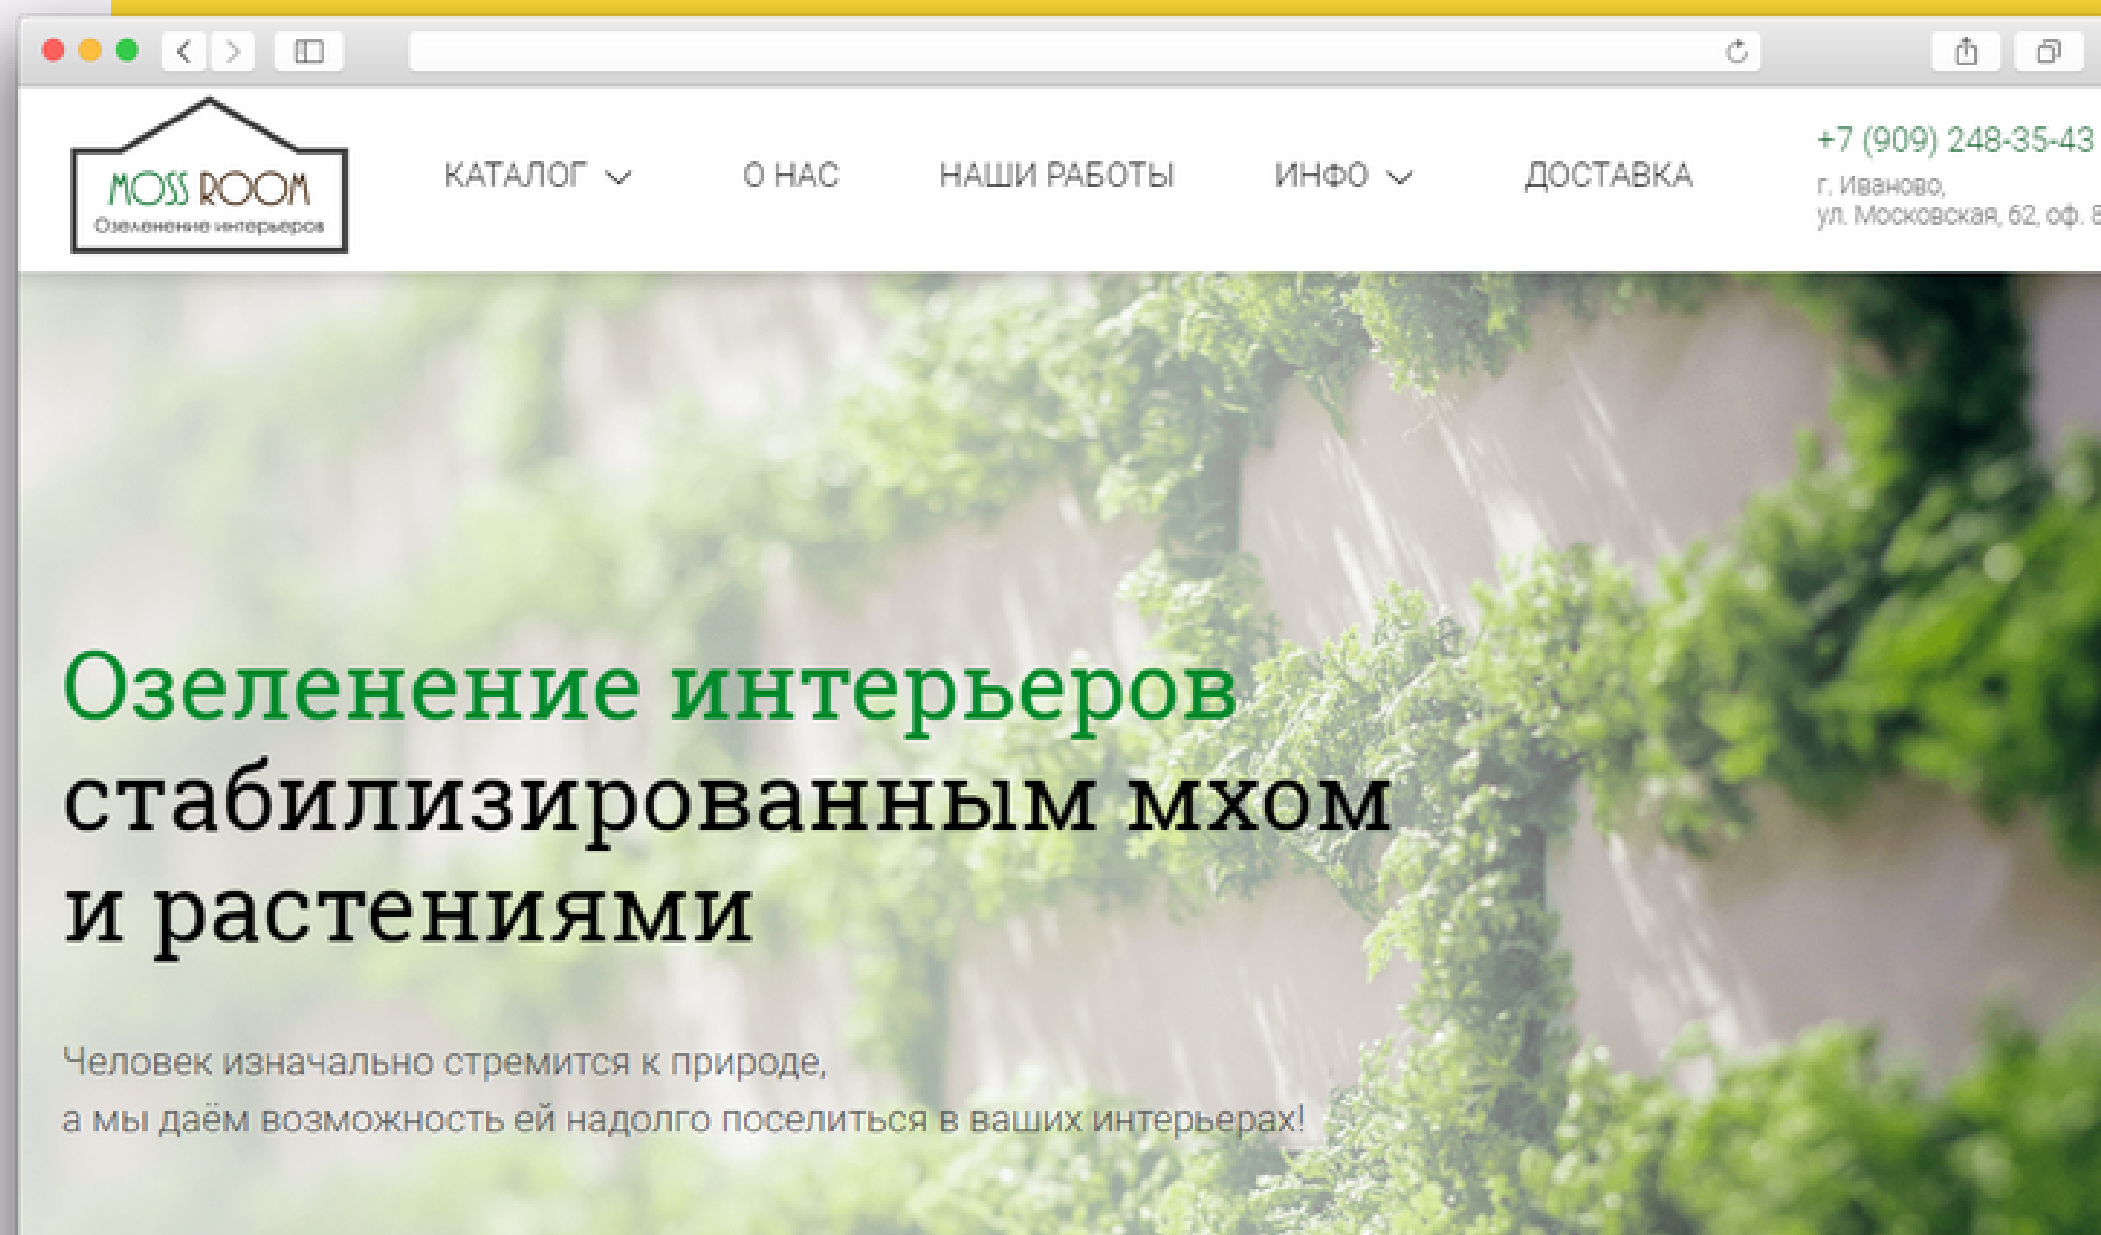 MOSS ROOM
Озеленение интерьеров
КАТАЛОГ
О НАС
НАШИ РАБОТЫ
ИНФО
ДОСТАВКА
+7 (909) 248-35-43
г. Иваново,
ул. Московская, 62, оф. 8
Озеленение интерьеров
стабилизированным мхом
и растениями
Человек изначально стремится к природе,
а мы даём возможность ей надолго поселиться в ваших интерьерах!